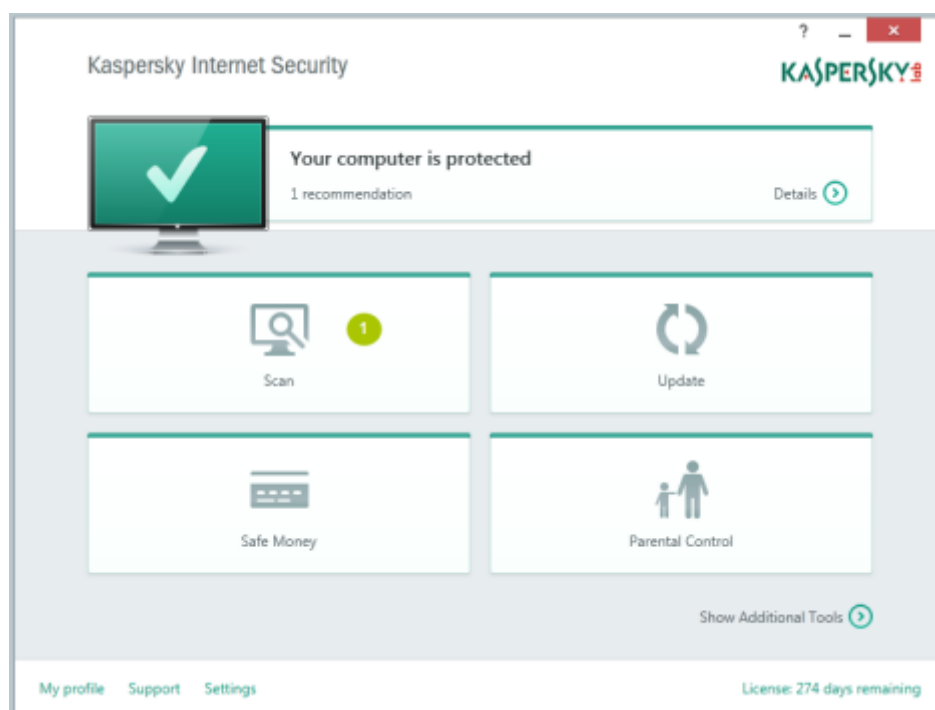 ?
Kaspersky Internet Security
KASPERSKY lab
Your computer is protected
1 recommendation
Details
1
Scan
Update
Safe Money
Parental Control
Show Additional Tools
My profile Support Settings
License: 274 days remaining